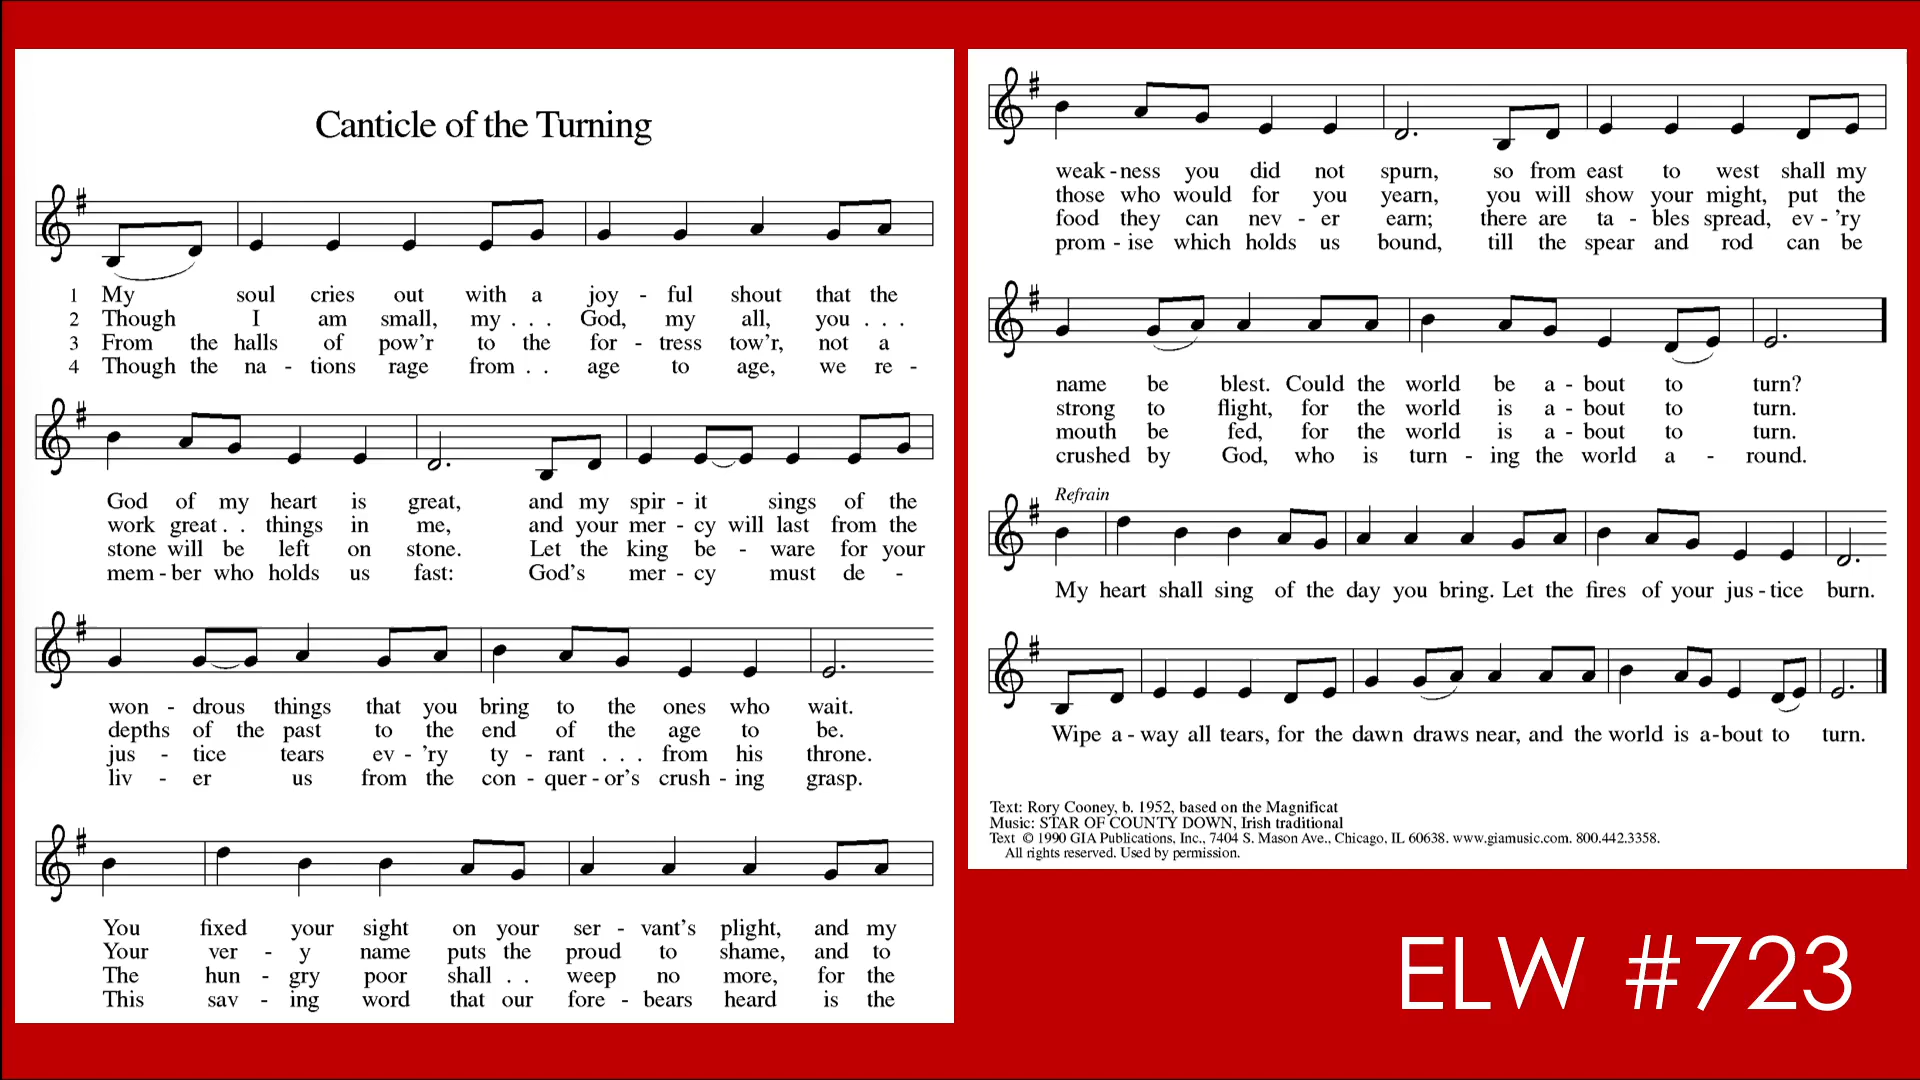 Canticle of the Turning
1 My soul cries out with a joy - ful shout that the
2 Though I am small, my . . . God, my all, you . . .
3 From the halls of pow'r to the for - tress tow'r, not a
4 Though the na - tions rage from . . age to age, we re -
God of my heart is great, and my spir - it sings of the
work great . . things in me, and your mer - cy will last from the
stone will be left on stone. Let the king be - ware for your
mem - ber who holds us fast: God's mer - cy must de -
won - drous things that you bring to the ones who wait.
depths of the past to the end of the age to be.
jus - tice tears ev - 'ry ty - rant . . . from his throne.
liv - er us from the con - quer - or's crush - ing grasp.
You fixed your sight on your ser - vant's plight, and my
Your ver - y name puts the proud to shame, and to
The hun - gry poor shall . . weep no more, for the
This sav - ing word that our fore - bears heard is the
weak - ness you did not spurn, so from east to west shall my
those who would for you yearn, you will show your might, put the
food they can nev - er earn; there are ta - bles spread, ev - 'ry
prom - ise which holds us bound, till the spear and rod can be
name be blest. Could the world be a - bout to turn?
strong to flight, for the world is a - bout to turn.
mouth be fed, for the world is a - bout to turn.
crushed by God, who is turn - ing the world a - round.
Refrain
My heart shall sing of the day you bring. Let the fires of your jus - tice burn.
Wipe a - way all tears, for the dawn draws near, and the world is a - bout to turn.
Text: Rory Cooney, b. 1952, based on the Magnificat
Music: STAR OF COUNTY DOWN, Irish traditional
Text © 1990 GIA Publications, Inc., 7404 S. Mason Ave., Chicago, IL 60638. www.giamusic.com. 800.442.3358.
All rights reserved. Used by permission.
ELW #723